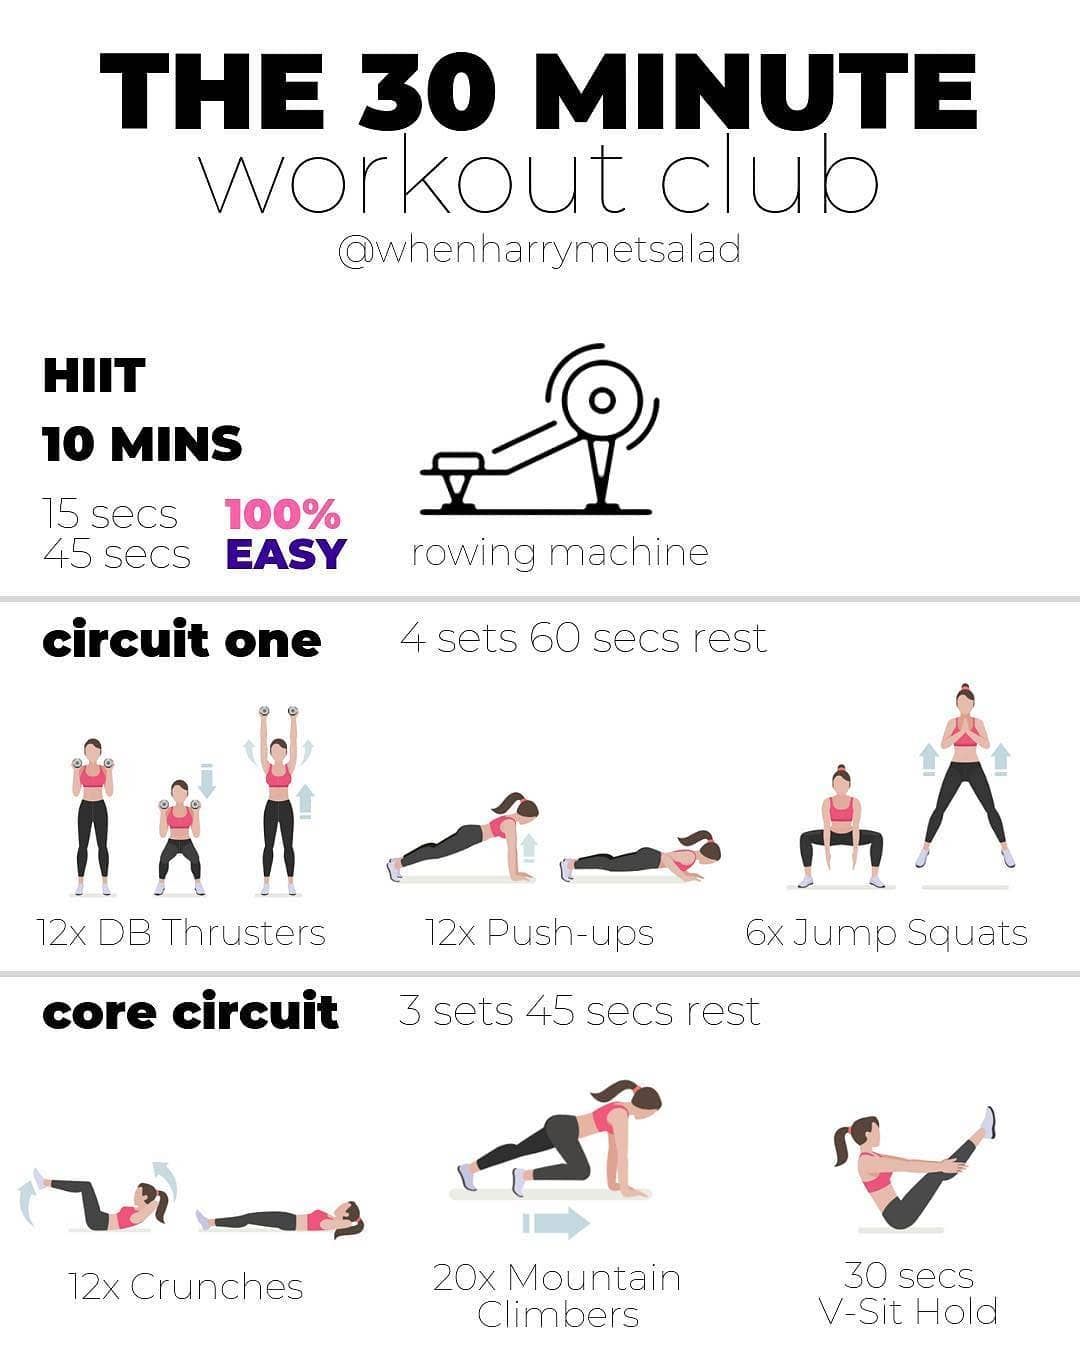 THE 30 MINUTE
workout club
@whenharrymetsalad
HIIT
10 MINS
15 secs 100%
45 secs EASY
rowing machine
circuit one 4 sets 60 secs rest
12x DB Thrusters 12x Push-ups 6x Jump Squats
core circuit 3 sets 45 secs rest
12x Crunches
20x Mountain
Climbers
30 secs
V-Sit Hold